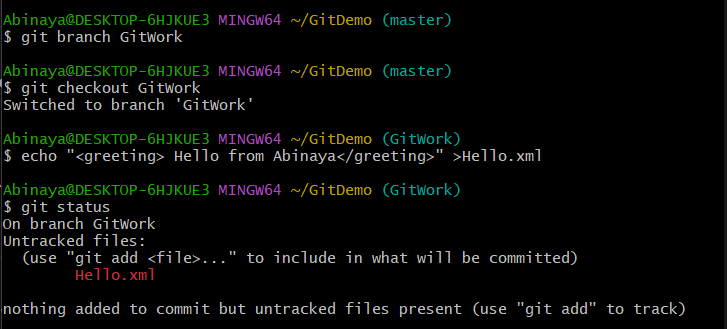 Abinaya@DESKTOP-6HJKUE3 MINGW64 ~/GitDemo (master)
$ git branch GitWork
Abinaya@DESKTOP-6HJKUE3 MINGW64 ~/GitDemo (master)
$ git checkout GitWork
Switched to branch 'GitWork'
Abinaya@DESKTOP-6HJKUE3 MINGW64 ~/GitDemo (GitWork)
$ echo "<greeting> Hello from Abinaya</greeting>" >Hello.xml
Abinaya@DESKTOP-6HJKUE3 MINGW64 ~/GitDemo (GitWork)
$ git status
On branch GitWork
Untracked files:
  (use "git add <file>..." to include in what will be committed)
        Hello.xml
nothing added to commit but untracked files present (use "git add" to track)